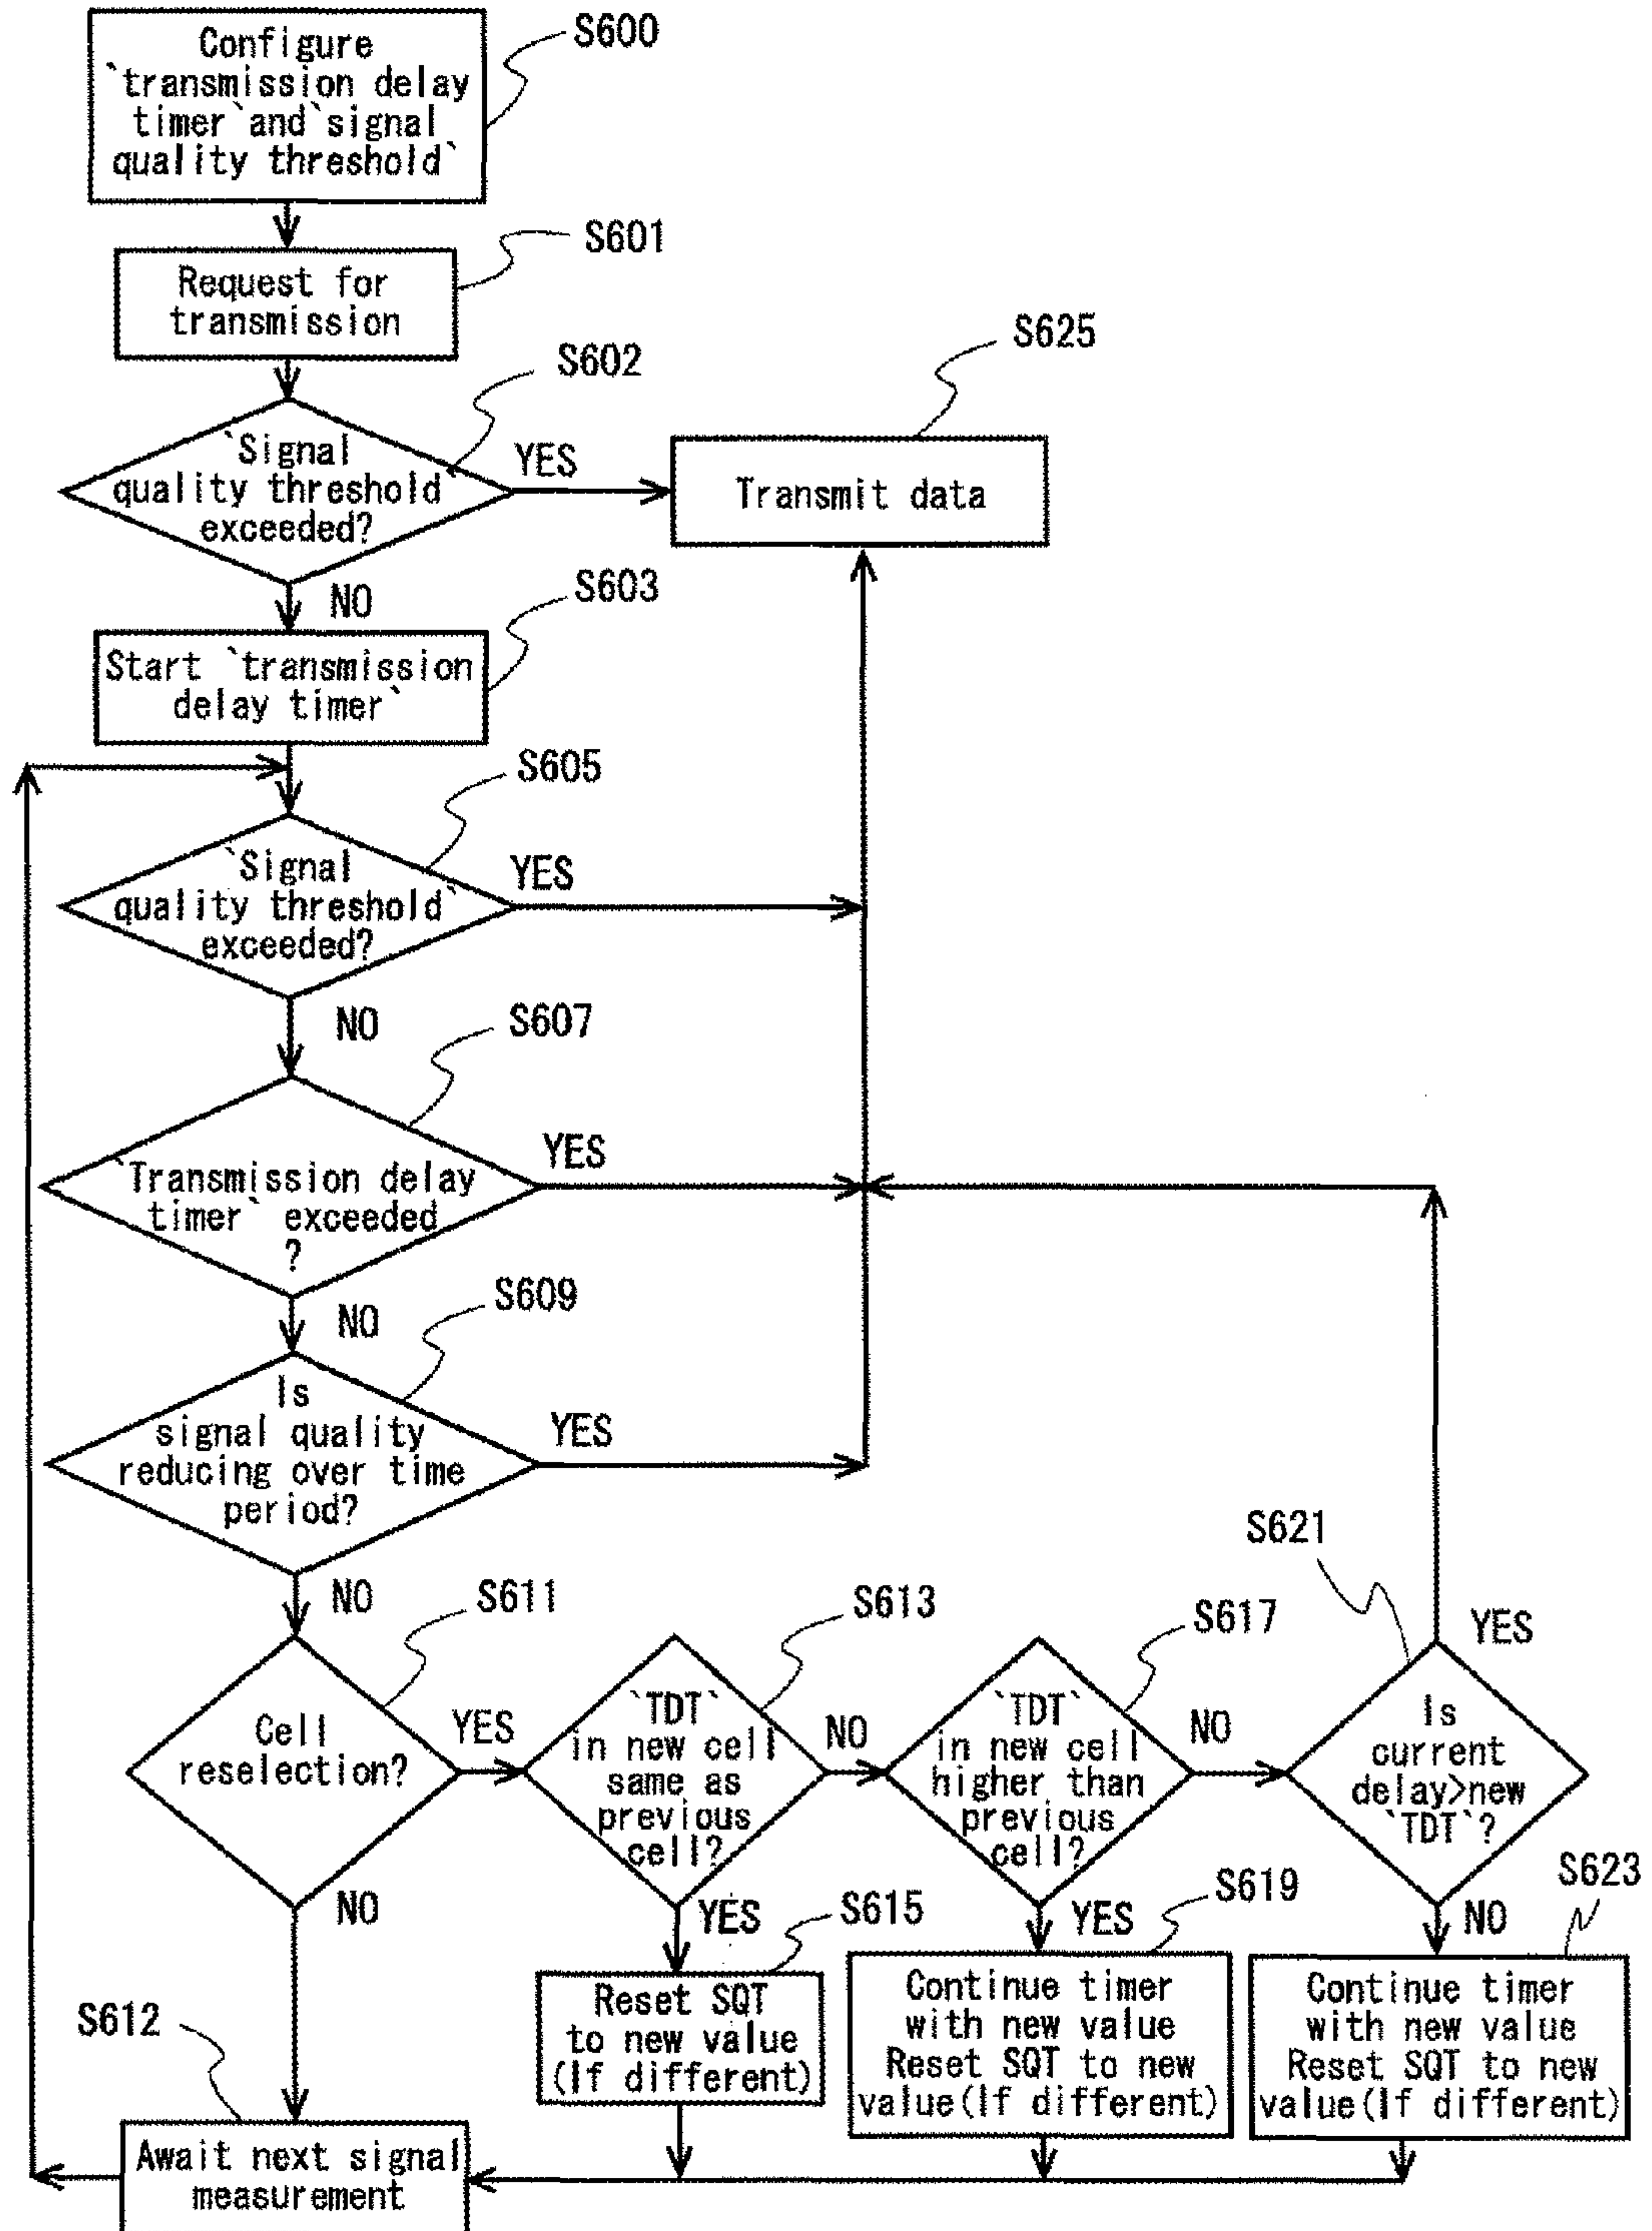 Configure
`transmission delay
timer`and`signal
quality threshold`
S600
Request for
transmission
S601
`Signal
quality threshold`
exceeded?
S602
YES
NO
Transmit data
S625
Start `transmission
delay timer`
S603
`Signal
quality threshold`
exceeded?
S605
YES
NO
`Transmission delay
timer` exceeded
?
S607
YES
NO
Is
signal quality
reducing over time
period?
S609
YES
NO
Cell
reselection?
S611
YES
NO
`TDT`
in new cell
same as
previous
cell?
S613
NO
YES
`TDT`
in new cell
higher than
previous
cell?
S617
NO
YES
Is
current
delay>new
`TDT`?
S621
YES
NO
Reset SQT
to new value
(If different)
S615
Continue timer
with new value
Reset SQT to new
value(If different)
S619
Continue timer
with new value
Reset SQT to new
value(If different)
S623
Await next signal
measurement
S612